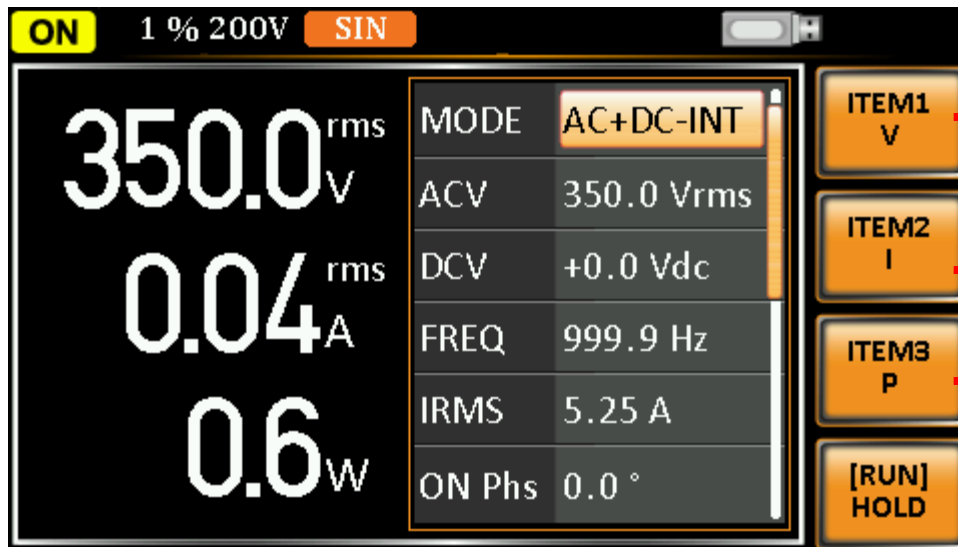 ON 1 % 200V SIN
350.0 rms V
0.04 rms A
0.6 W
MODE AC+DC-INT
ACV 350.0 Vrms
DCV +0.0 Vdc
FREQ 999.9 Hz
IRMS 5.25 A
ON Phs 0.0 °
ITEM1
V
ITEM2
I
ITEM3
P
[RUN]
HOLD